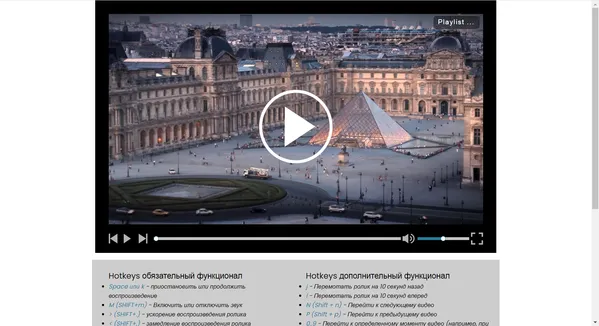 Playlist ...
Hotkeys обязательный функционал
Space или k - приостановить или продолжить
воспроизведение
M (SHIFT+m) - Включить или отключить звук
> (SHIFT+.) - ускорение воспроизведения ролика
< (SHIFT+,) - замедление воспроизведения ролика
Hotkeys дополнительный функционал
j - Перемотать ролик на 10 секунд назад
l - Перемотать ролик на 10 секунд вперед
N (Shift + n) - Перейти к следующему видео
P (Shift + p) - Перейти к предыдущему видео
0..9 - Перейти к определенному моменту видео (например, при